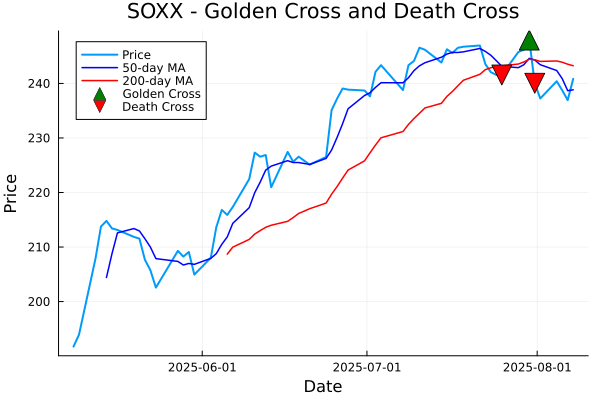 SOXX - Golden Cross and Death Cross
Price
50-day MA
200-day MA
Golden Cross
Death Cross
240
230
220
210
200
Price
2025-06-01
2025-07-01
2025-08-01
Date